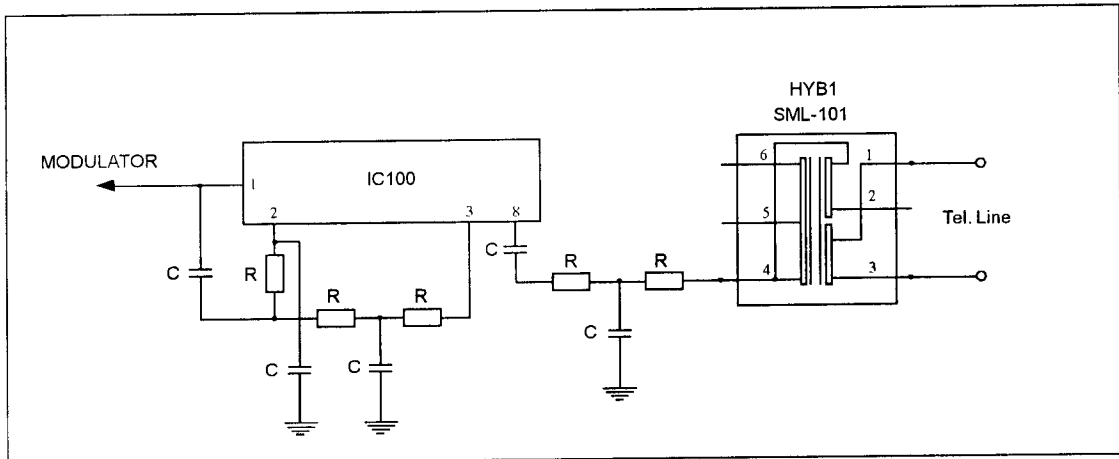 HYB1
SML-101
MODULATOR
IC100
1
2
3
8
6
1
5
2
4
3
Tel. Line
C
C
R
R
R
R
R
C
C
C